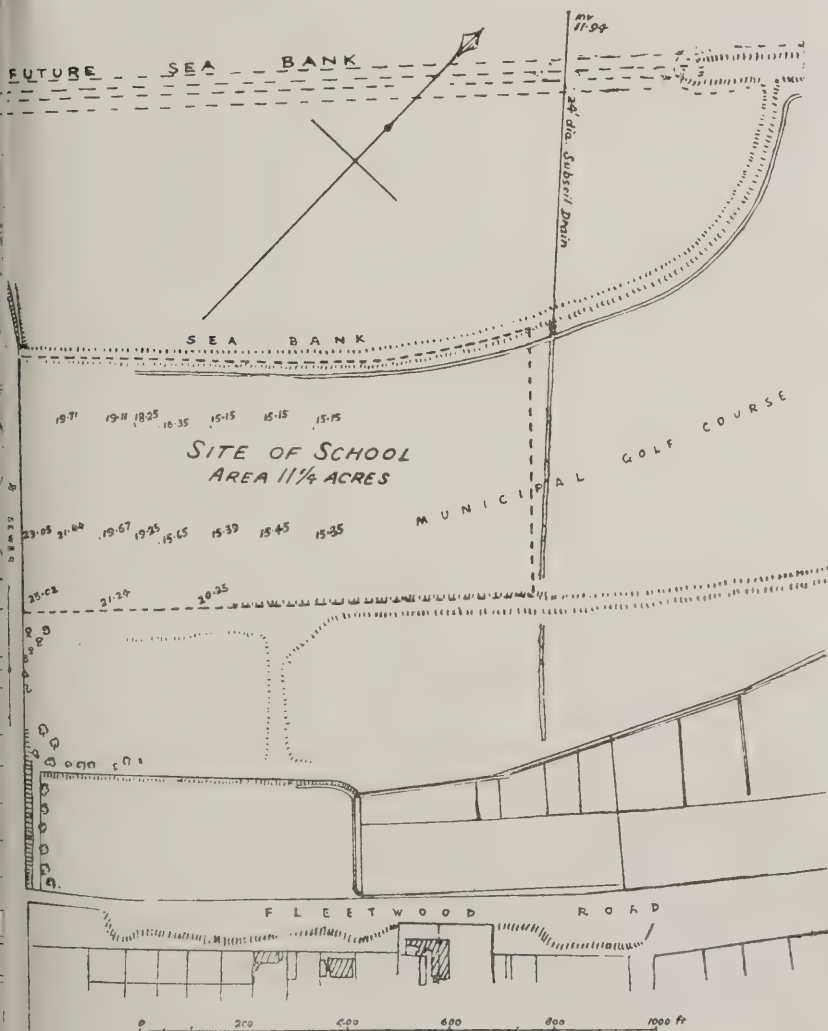 MV
11.94
FUTURE SEA BANK
24" dia. Subsoil Drain
SEA BANK
19.71 19.11 18.25 16.35 15.15 15.15 15.15
SITE OF SCHOOL
AREA 11¼ ACRES
MUNICIPAL GOLF COURSE
SEWER
23.03 21.44 19.67 19.25 15.65 15.39 15.45 15.35
25.02 21.24 20.25
FLEETWOOD ROAD
0 200 400 600 800 1000 ft